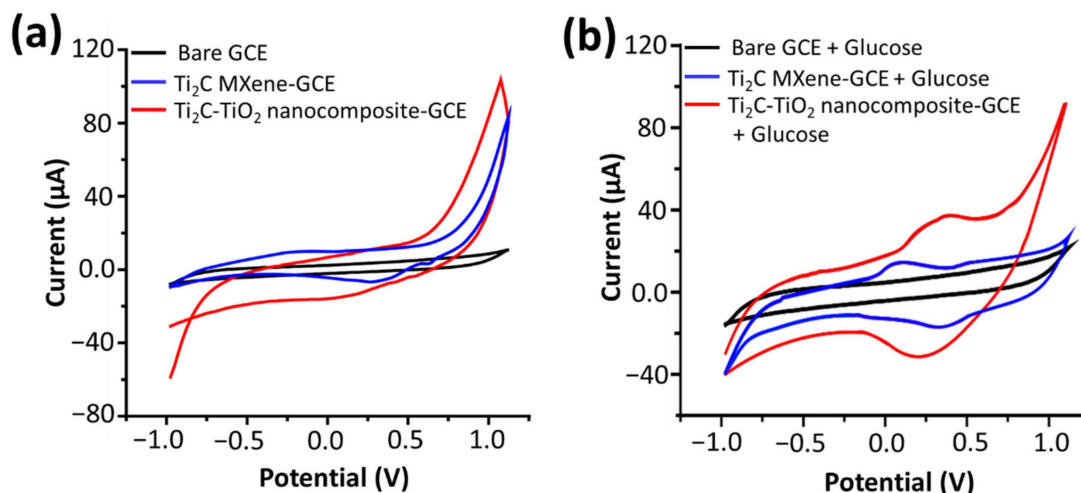 (a)
Bare GCE
Ti₂C MXene-GCE
Ti₂C-TiO₂ nanocomposite-GCE
120
80
40
0.0
−40
−80
Current (µA)
−1.0 −0.5 0.0 0.5 1.0
Potential (V)
(b)
Bare GCE + Glucose
Ti₂C MXene-GCE + Glucose
Ti₂C-TiO₂ nanocomposite-GCE
+ Glucose
120
80
40
0.0
−40
Current (µA)
−1.0 −0.5 0.0 0.5 1.0
Potential (V)